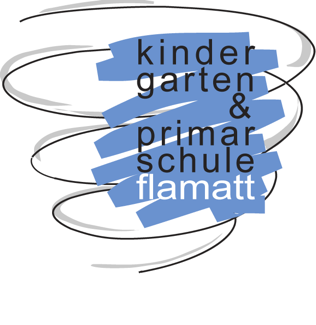 kinder
garten
&
primar
schule
flamatt